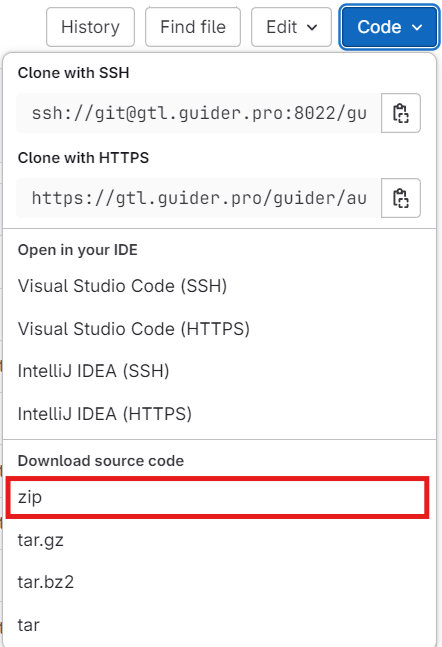 History
Find file
Edit
Code
Clone with SSH
ssh://git@gtl.guider.pro:8022/gu
Clone with HTTPS
https://gtl.guider.pro/guider/au
Open in your IDE
Visual Studio Code (SSH)
Visual Studio Code (HTTPS)
IntelliJ IDEA (SSH)
IntelliJ IDEA (HTTPS)
Download source code
zip
tar.gz
tar.bz2
tar